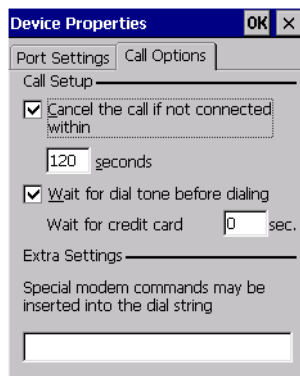 Device Properties OK ×
Port Settings Call Options
Call Setup
Cancel the call if not connected
within
120 seconds
Wait for dial tone before dialing
Wait for credit card 0 sec.
Extra Settings
Special modem commands may be
inserted into the dial string